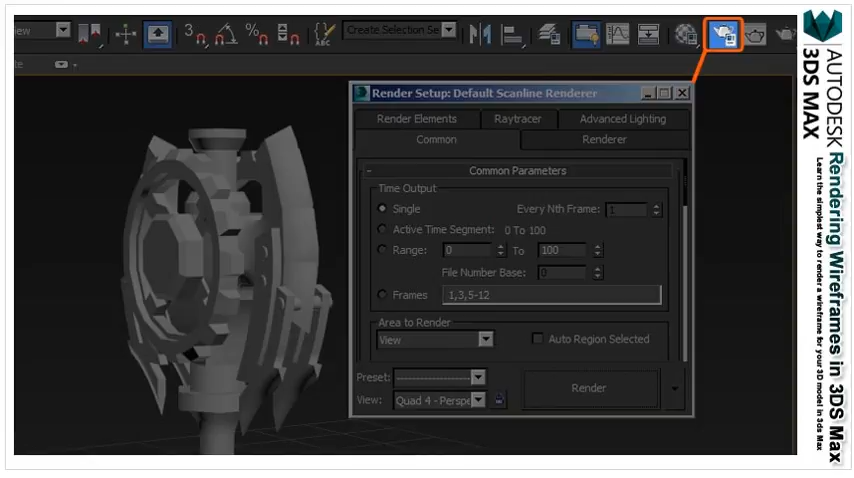 ew
3
%
ABC
Create Selection Se
te
Render Setup: Default Scanline Renderer
Render Elements Raytracer Advanced Lighting
Common Renderer
- Common Parameters
Time Output
Single Every Nth Frame: 1
Active Time Segment: 0 To 100
Range: 0 To 100
File Number Base: 0
Frames 1,3,5-12
Area to Render
View Auto Region Selected
Preset: --------------------
View: Quad 4 - Perspe
Render
AUTODESK
3DS MAX
Rendering Wireframes in 3DS Max
Learn the simplest way to render a wireframe for your 3D model in 3ds Max